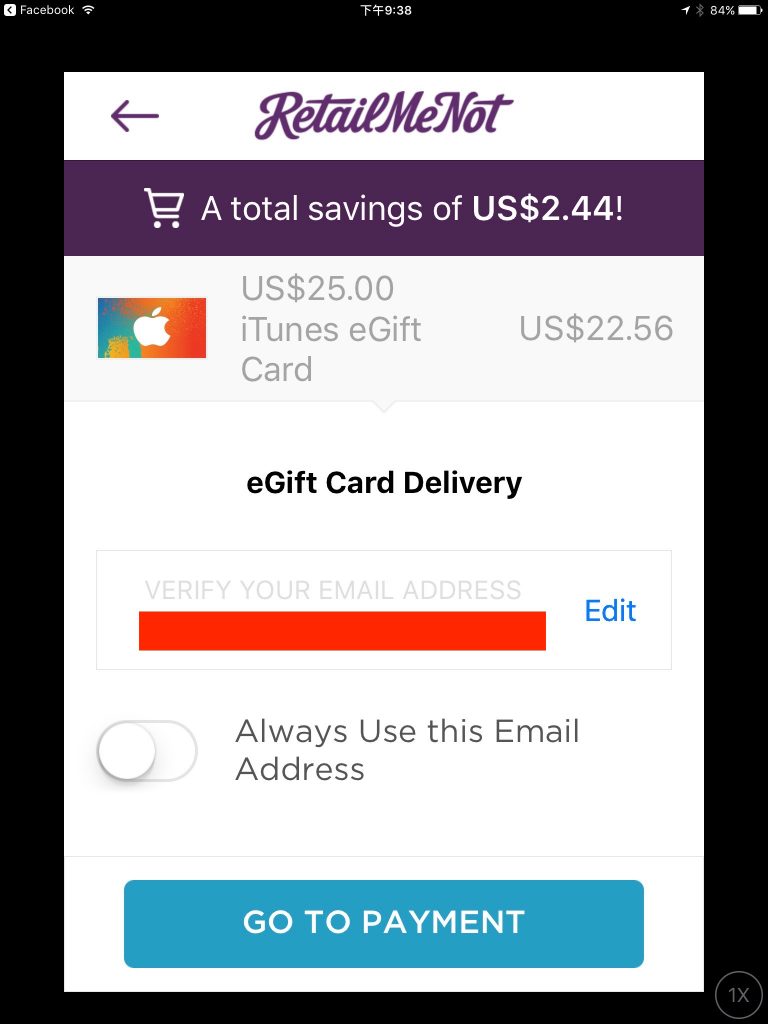 Facebook 下午9:38 84%
RetailMeNot
A total savings of US$2.44!
US$25.00
iTunes eGift
Card
US$22.56
eGift Card Delivery
VERIFY YOUR EMAIL ADDRESS
Edit
Always Use this Email
Address
GO TO PAYMENT
1X